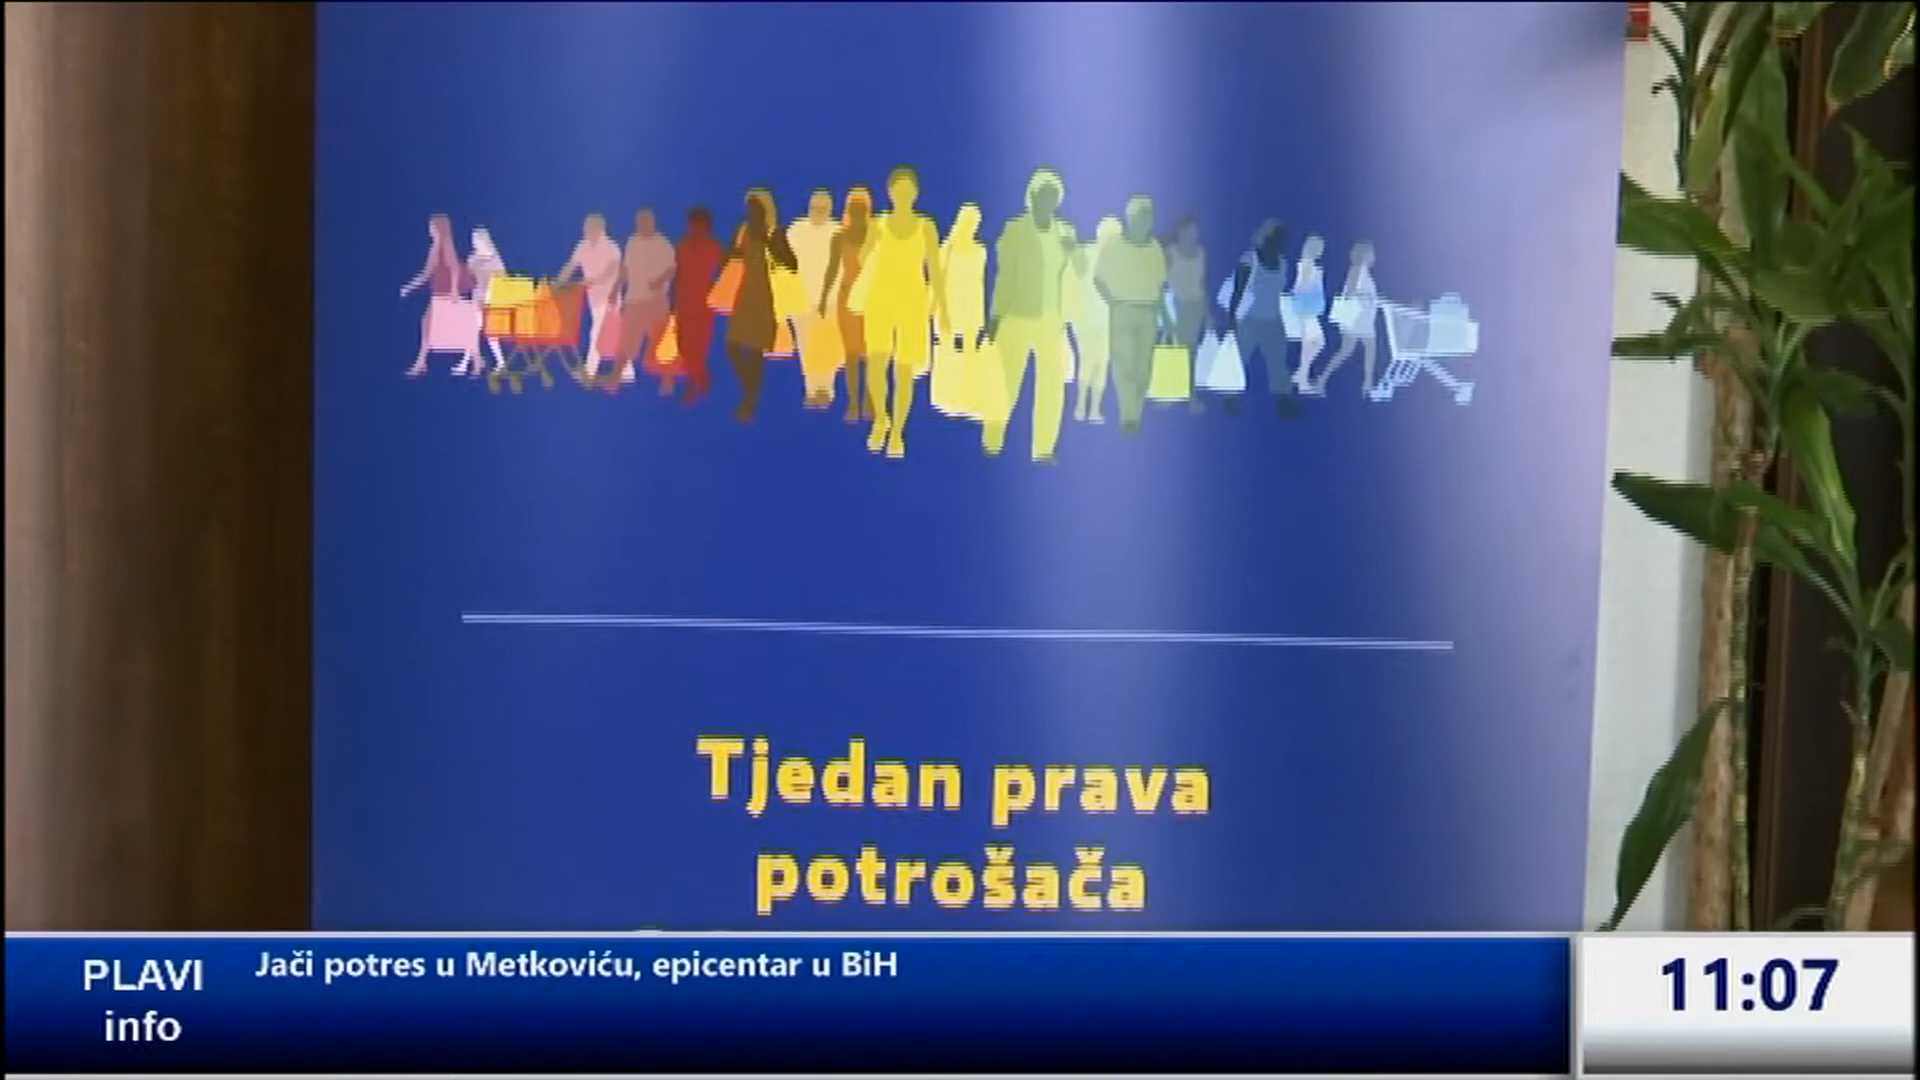 Tjedan prava
potrošača
PLAVI
info
Jači potres u Metkoviću, epicentar u BiH
11:07